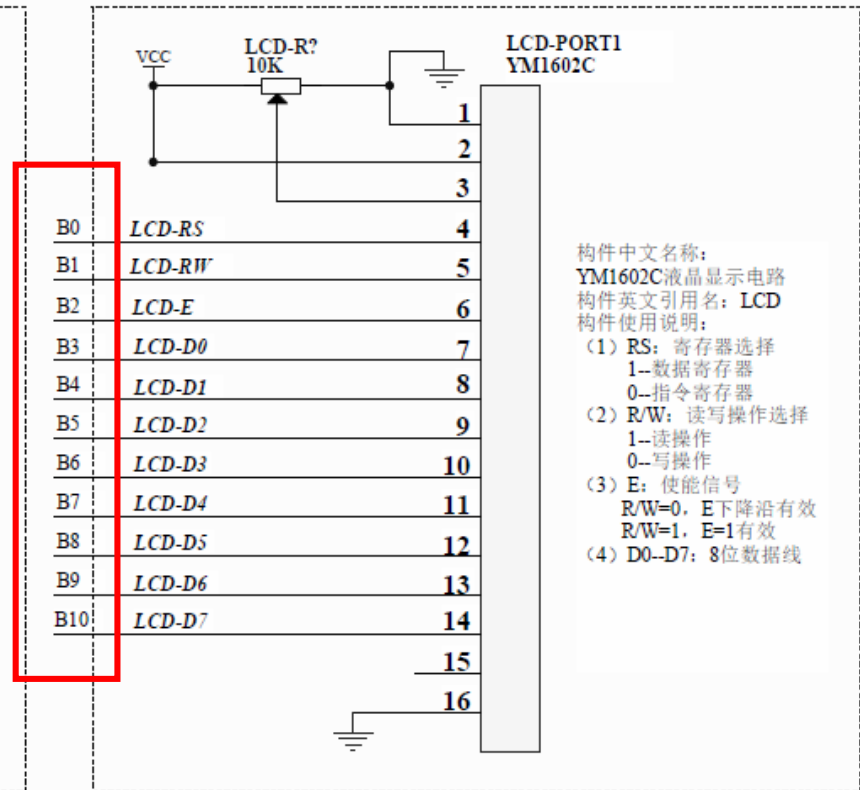 VCC
LCD-R?
10K
LCD-PORT1
YM1602C
1
2
3
B0 LCD-RS 4
B1 LCD-RW 5
B2 LCD-E 6
B3 LCD-D0 7
B4 LCD-D1 8
B5 LCD-D2 9
B6 LCD-D3 10
B7 LCD-D4 11
B8 LCD-D5 12
B9 LCD-D6 13
B10 LCD-D7 14
15
16
构件中文名称：
YM1602C液晶显示电路
构件英文引用名：LCD
构件使用说明：
（1）RS：寄存器选择
1--数据寄存器
0--指令寄存器
（2）R/W：读写操作选择
1--读操作
0--写操作
（3）E：使能信号
R/W=0，E下降沿有效
R/W=1，E=1有效
（4）D0--D7：8位数据线